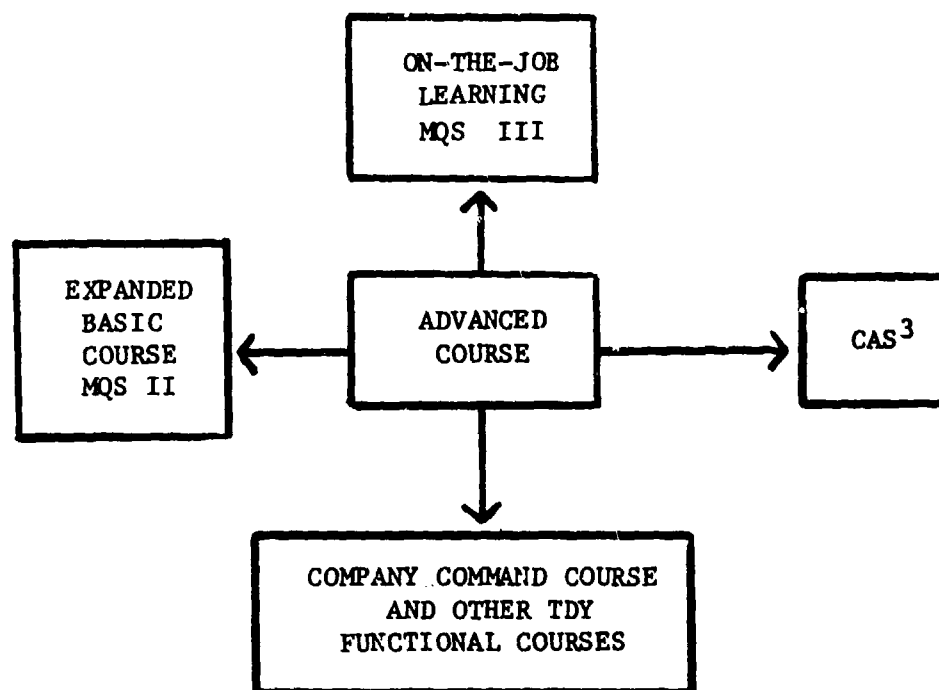 ON-THE-JOB
LEARNING
MQS III
EXPANDED
BASIC
COURSE
MQS II
ADVANCED
COURSE
CAS³
COMPANY COMMAND COURSE
AND OTHER TDY
FUNCTIONAL COURSES